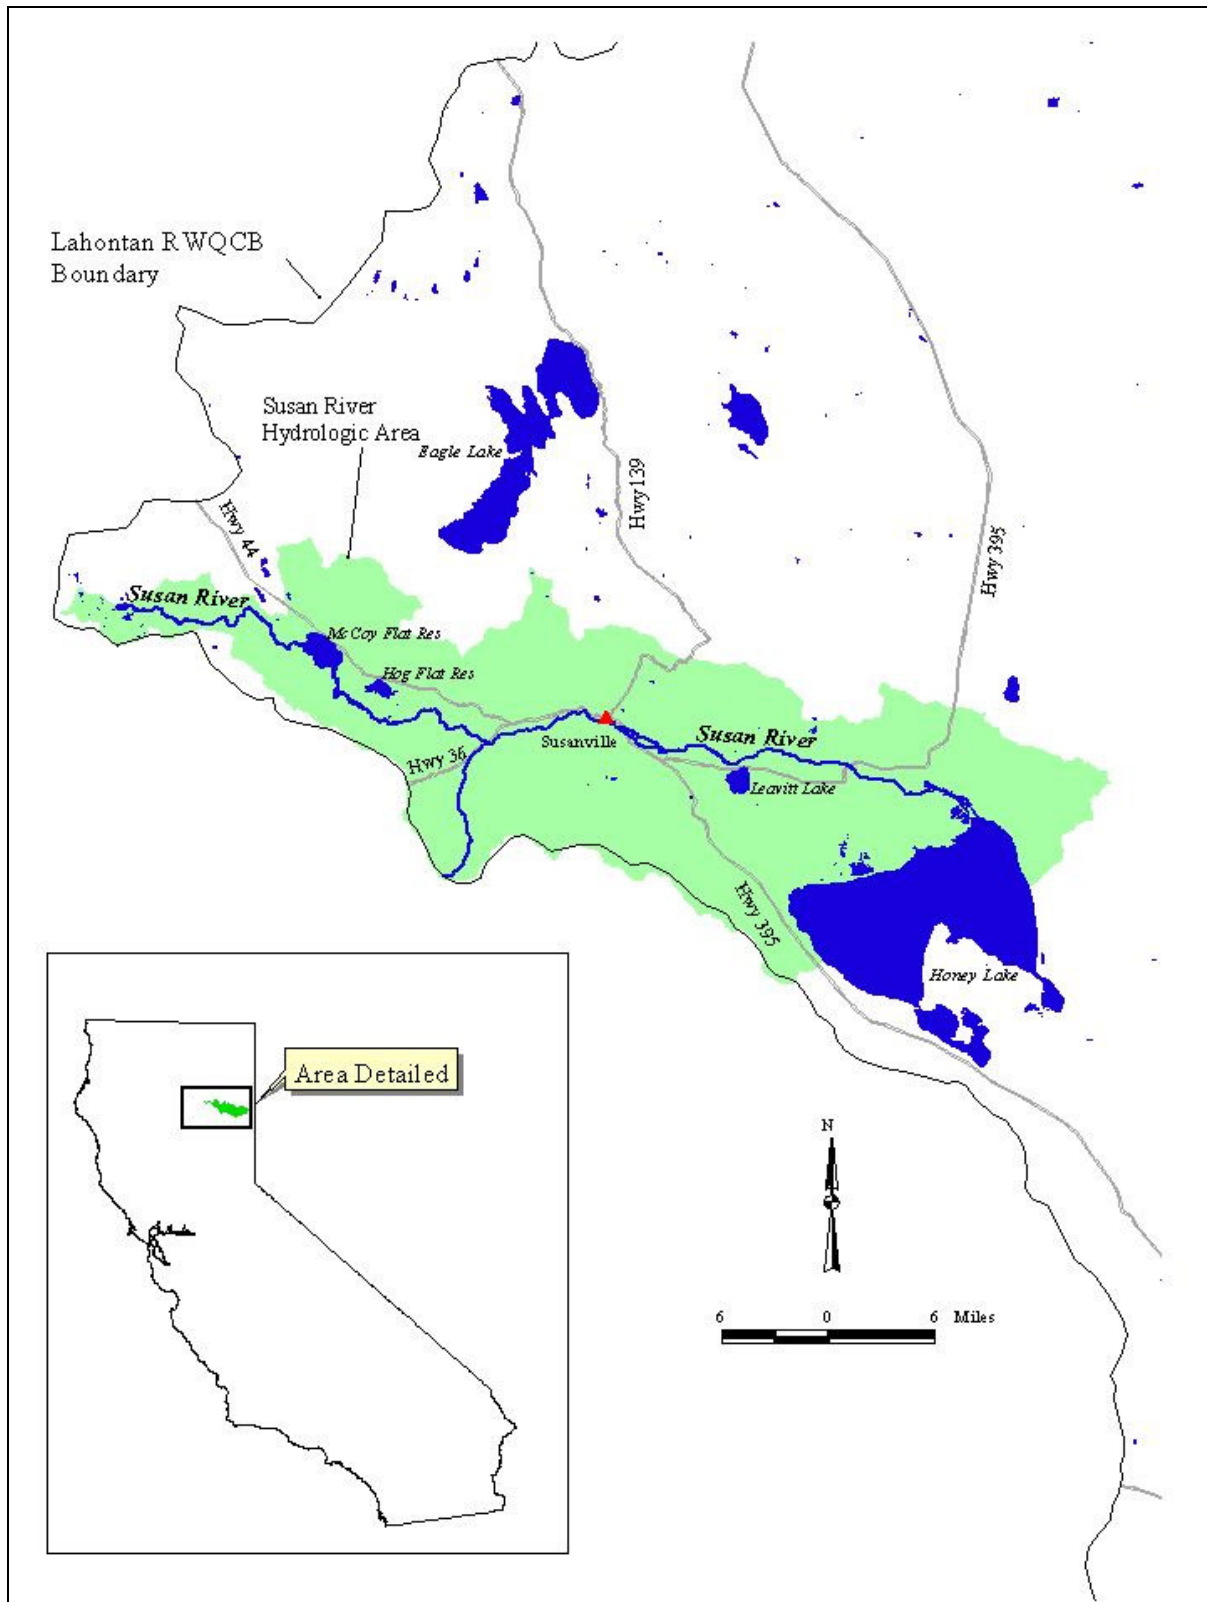 Lahontan RWQCB
Boundary
Susan River
Hydrologic Area
Eagle Lake
Hwy 139
Hwy 44
Hwy 395
Susan River
McCoy Flat Res
Hog Flat Res
Susanville
Susan River
Hwy 36
Leavitt Lake
Hwy 395
Honey Lake
Area Detailed
N
6 0 6 Miles